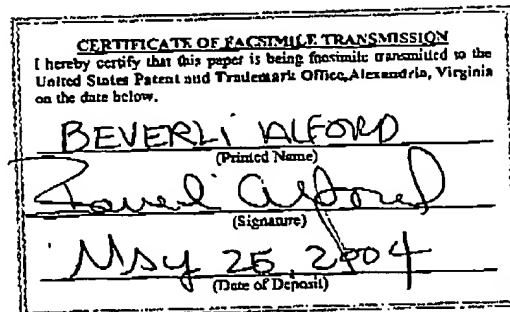 CERTIFICATE OF FACSIMILE TRANSMISSION
I hereby certify that this paper is being facsimile transmitted to the
United States Patent and Trademark Office, Alexandria, Virginia
on the date below.
BEVERLi ALFORD
(Printed Name)
(Signature)
May 25, 2004
(Date of Deposit)